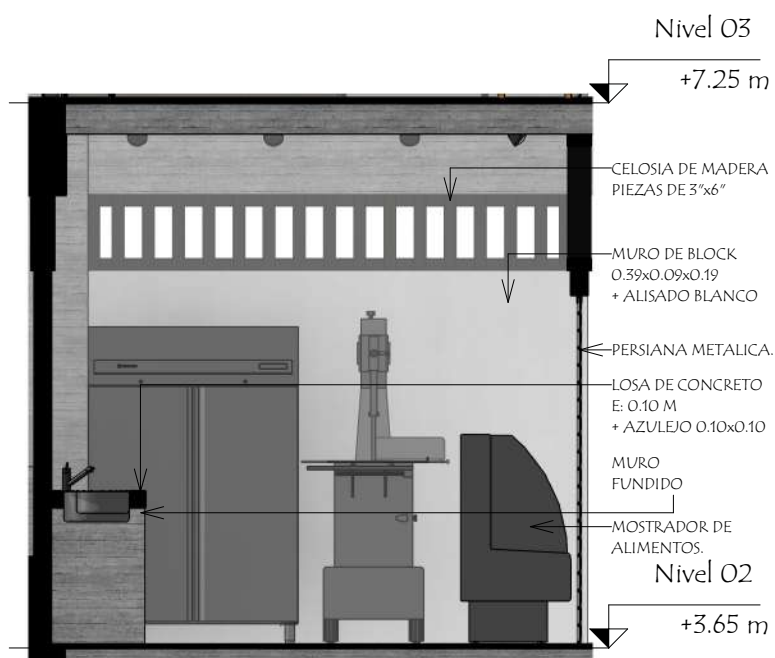 Nivel 03
+7.25 m
CELOSIA DE MADERA
PIEZAS DE 3"x6"
MURO DE BLOCK
0.39x0.09x0.19
+ ALISADO BLANCO
PERSIANA METALICA.
LOSA DE CONCRETO
E: 0.10 M
+ AZULEJO 0.10x0.10
MURO
FUNDIDO
MOSTRADOR DE
ALIMENTOS.
Nivel 02
+3.65 m